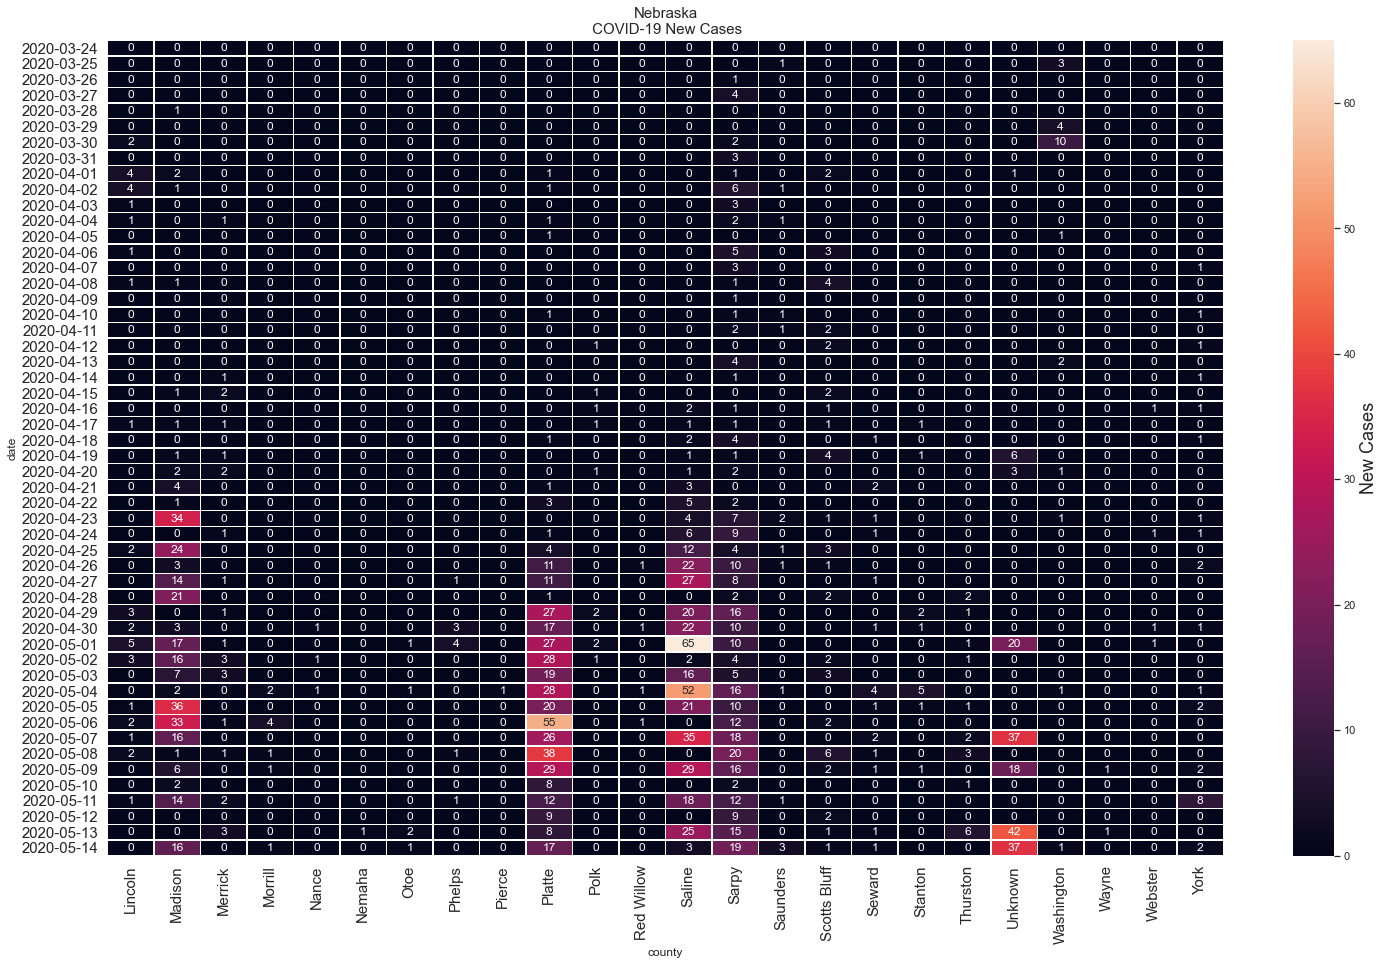 Nebraska
COVID-19 New Cases
2020-03-24 0 0 0 0 0 0 0 0 0 0 0 0 0 0 0 0 0 0 0 0 0 0 0 0
2020-03-25 0 0 0 0 0 0 0 0 0 0 0 0 0 0 1 0 0 0 0 0 3 0 0 0
2020-03-26 0 0 0 0 0 0 0 0 0 0 0 0 0 1 0 0 0 0 0 0 0 0 0 0
2020-03-27 0 0 0 0 0 0 0 0 0 0 0 0 0 4 0 0 0 0 0 0 0 0 0 0
2020-03-28 0 1 0 0 0 0 0 0 0 0 0 0 0 0 0 0 0 0 0 0 0 0 0 0
2020-03-29 0 0 0 0 0 0 0 0 0 0 0 0 0 0 0 0 0 0 0 0 4 0 0 0
2020-03-30 2 0 0 0 0 0 0 0 0 0 0 0 0 2 0 0 0 0 0 0 10 0 0 0
2020-03-31 0 0 0 0 0 0 0 0 0 0 0 0 0 3 0 0 0 0 0 0 0 0 0 0
2020-04-01 4 2 0 0 0 0 0 0 0 1 0 0 0 1 0 2 0 0 0 1 0 0 0 0
2020-04-02 4 1 0 0 0 0 0 0 0 1 0 0 0 6 1 0 0 0 0 0 0 0 0 0
2020-04-03 1 0 0 0 0 0 0 0 0 0 0 0 0 3 0 0 0 0 0 0 0 0 0 0
2020-04-04 1 0 1 0 0 0 0 0 0 1 0 0 0 2 1 0 0 0 0 0 0 0 0 0
2020-04-05 0 0 0 0 0 0 0 0 0 1 0 0 0 0 0 0 0 0 0 0 1 0 0 0
2020-04-06 1 0 0 0 0 0 0 0 0 0 0 0 0 5 0 3 0 0 0 0 0 0 0 0
2020-04-07 0 0 0 0 0 0 0 0 0 0 0 0 0 3 0 0 0 0 0 0 0 0 0 1
2020-04-08 1 1 0 0 0 0 0 0 0 0 0 0 0 1 0 4 0 0 0 0 0 0 0 0
2020-04-09 0 0 0 0 0 0 0 0 0 0 0 0 0 1 0 0 0 0 0 0 0 0 0 0
2020-04-10 0 0 0 0 0 0 0 0 0 1 0 0 0 1 1 0 0 0 0 0 0 0 0 1
2020-04-11 0 0 0 0 0 0 0 0 0 0 0 0 0 2 1 2 0 0 0 0 0 0 0 0
2020-04-12 0 0 0 0 0 0 0 0 0 0 1 0 0 0 0 2 0 0 0 0 0 0 0 1
2020-04-13 0 0 0 0 0 0 0 0 0 0 0 0 0 4 0 0 0 0 0 0 2 0 0 0
2020-04-14 0 0 1 0 0 0 0 0 0 0 0 0 0 1 0 0 0 0 0 0 0 0 0 1
2020-04-15 0 1 2 0 0 0 0 0 0 0 1 0 0 0 0 2 0 0 0 0 0 0 0 0
2020-04-16 0 0 0 0 0 0 0 0 0 0 1 0 2 1 0 1 0 0 0 0 0 0 1 1
2020-04-17 1 1 1 0 0 0 0 0 0 0 1 0 1 1 0 1 0 1 0 0 0 0 0 0
2020-04-18 0 0 0 0 0 0 0 0 0 1 0 0 2 4 0 0 1 0 0 0 0 0 0 1
2020-04-19 0 1 1 0 0 0 0 0 0 0 0 0 1 1 0 4 0 1 0 6 0 0 0 0
2020-04-20 0 2 2 0 0 0 0 0 0 0 1 0 1 2 0 0 0 0 0 3 1 0 0 0
2020-04-21 0 4 0 0 0 0 0 0 0 1 0 0 3 0 0 0 2 0 0 0 0 0 0 0
2020-04-22 0 1 0 0 0 0 0 0 0 3 0 0 5 2 0 0 0 0 0 0 0 0 0 0
2020-04-23 0 34 0 0 0 0 0 0 0 0 0 0 4 7 2 1 1 0 0 0 1 0 0 1
2020-04-24 0 0 1 0 0 0 0 0 0 1 0 0 6 9 0 0 1 0 0 0 0 0 1 1
2020-04-25 2 24 0 0 0 0 0 0 0 4 0 0 12 4 1 3 0 0 0 0 0 0 0 0
2020-04-26 0 3 0 0 0 0 0 0 0 11 0 1 22 10 1 1 0 0 0 0 0 0 0 2
2020-04-27 0 14 1 0 0 0 0 1 0 11 0 0 27 8 0 0 1 0 0 0 0 0 0 0
2020-04-28 0 21 0 0 0 0 0 0 0 1 0 0 0 2 0 2 0 0 2 0 0 0 0 0
2020-04-29 3 0 1 0 0 0 0 0 0 27 2 0 20 16 0 0 0 2 1 0 0 0 0 0
2020-04-30 2 3 0 0 1 0 0 3 0 17 0 1 22 10 0 0 1 1 0 0 0 0 1 1
2020-05-01 5 17 1 0 0 0 1 4 0 27 2 0 65 10 0 0 0 0 1 20 0 0 1 0
2020-05-02 3 16 3 0 1 0 0 0 0 28 1 0 2 4 0 2 0 0 1 0 0 0 0 0
2020-05-03 0 7 3 0 0 0 0 0 0 19 0 0 16 5 0 3 0 0 0 0 0 0 0 0
2020-05-04 0 2 0 2 1 0 1 0 1 28 0 1 52 16 1 0 4 5 0 0 1 0 0 1
2020-05-05 1 36 0 0 0 0 0 0 0 20 0 0 21 10 0 0 1 1 1 0 0 0 0 2
2020-05-06 2 33 1 4 0 0 0 0 0 55 0 1 0 12 0 2 0 0 0 0 0 0 0 0
2020-05-07 1 16 0 0 0 0 0 0 0 26 0 0 35 18 0 0 2 0 2 37 0 0 0 0
2020-05-08 2 1 1 1 0 0 0 1 0 38 0 0 0 20 0 6 1 0 3 0 0 0 0 0
2020-05-09 0 6 0 1 0 0 0 0 0 29 0 0 29 16 0 2 1 1 0 18 0 1 0 2
2020-05-10 0 2 0 0 0 0 0 0 0 8 0 0 0 2 0 0 0 0 1 0 0 0 0 0
2020-05-11 1 14 2 0 0 0 0 1 0 12 0 0 18 12 1 0 0 0 0 0 0 0 0 8
2020-05-12 0 0 0 0 0 0 0 0 0 9 0 0 0 9 0 2 0 0 0 0 0 0 0 0
2020-05-13 0 0 3 0 0 1 2 0 0 8 0 0 25 15 0 1 1 0 6 42 0 1 0 0
2020-05-14 0 16 0 1 0 0 1 0 0 17 0 0 3 19 3 1 1 0 0 37 1 0 0 2
date
Lincoln Madison Merrick Morrill Nance Nemaha Otoe Phelps Pierce Platte Polk Red Willow Saline Sarpy Saunders Scotts Bluff Seward Stanton Thurston Unknown Washington Wayne Webster York
county
60
50
40
30
20
10
0
New Cases